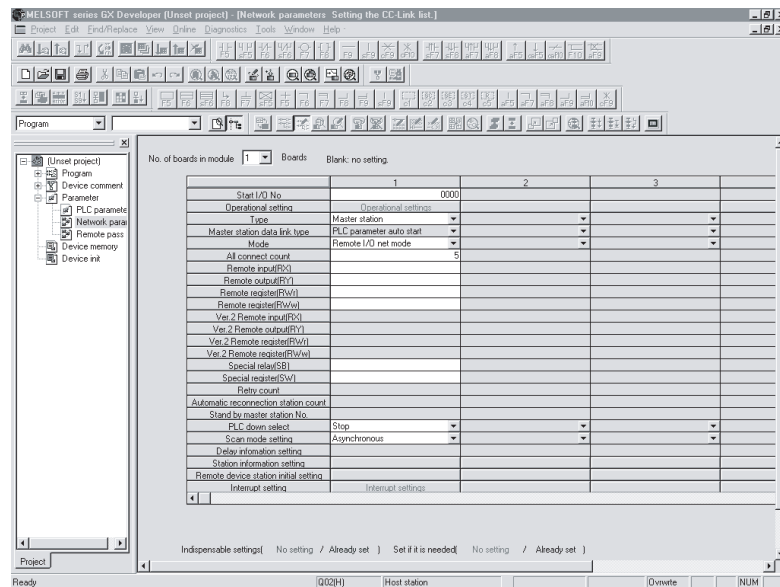 MELSOFT series GX Developer (Unset project) - [Network parameters Setting the CC-Link list.]
Project Edit Find/Replace View Online Diagnostics Tools Window Help
Program
(Unset project)
Program
Device comment
Parameter
PLC paramete
Network para
Remote pass
Device memory
Device init
Project
No. of boards in module 1 Boards Blank: no setting.
1 2 3
Start I/O No 0000
Operational setting Operational settings
Type Master station
Master station data link type PLC parameter auto start
Mode Remote I/O net mode
All connect count 5
Remote input(RX)
Remote output(RY)
Remote register(RWr)
Remote register(RWw)
Ver.2 Remote input(RX)
Ver.2 Remote output(RY)
Ver.2 Remote register(RWr)
Ver.2 Remote register(RWw)
Special relay(SB)
Special register(SW)
Retry count
Automatic reconnection station count
Stand by master station No.
PLC down select Stop
Scan mode setting Asynchronous
Delay infomation setting
Station information setting
Remote device station initial setting
Interrupt setting Interrupt settings
Indispensable settings( No setting / Already set ) Set if it is needed( No setting / Already set )
Ready Q02(H) Host station Ovrwrte NUM